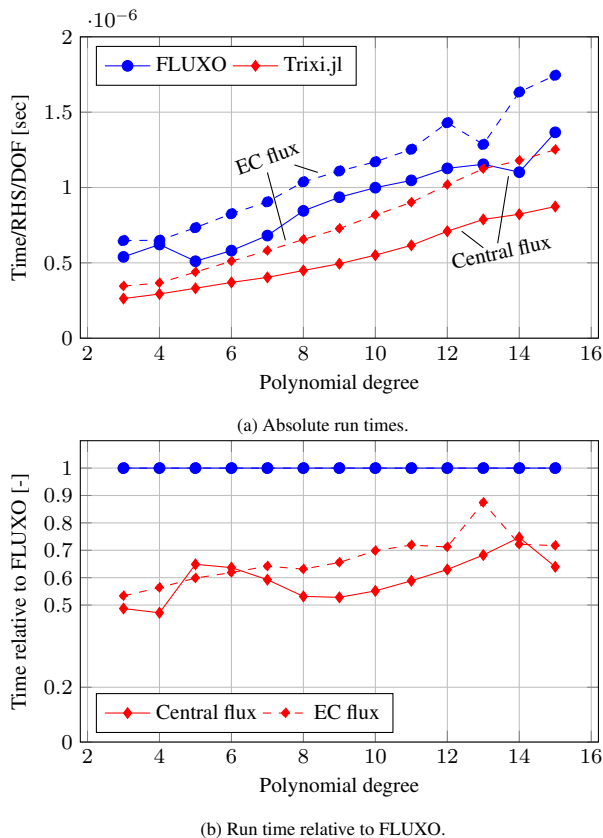 ·10⁻⁶
2
1.5
1
0.5
0
Time/RHS/DOF [sec]
FLUXO Trixi.jl
EC flux
Central flux
2 4 6 8 10 12 14 16
Polynomial degree
(a) Absolute run times.
1
0.9
0.8
0.7
0.6
0.5
0.2
0
Time relative to FLUXO [-]
Central flux EC flux
2 4 6 8 10 12 14 16
Polynomial degree
(b) Run time relative to FLUXO.